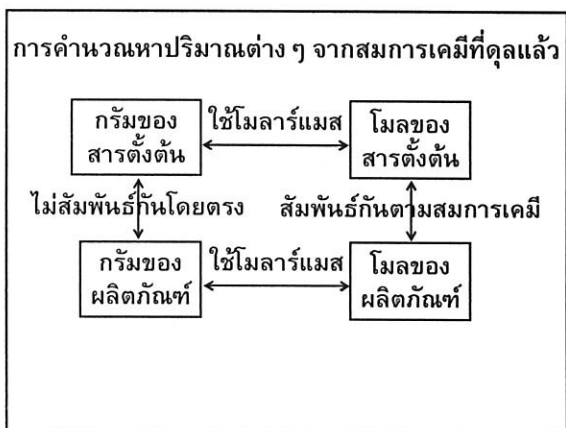 การคำนวณหาปริมาณต่าง ๆ จากสมการเคมีที่ดุลแล้ว
กรัมของ
สารตั้งต้น
ใช้โมลาร์แมส
โมลของ
สารตั้งต้น
ไม่สัมพันธ์กันโดยตรง
สัมพันธ์กันตามสมการเคมี
กรัมของ
ผลิตภัณฑ์
ใช้โมลาร์แมส
โมลของ
ผลิตภัณฑ์